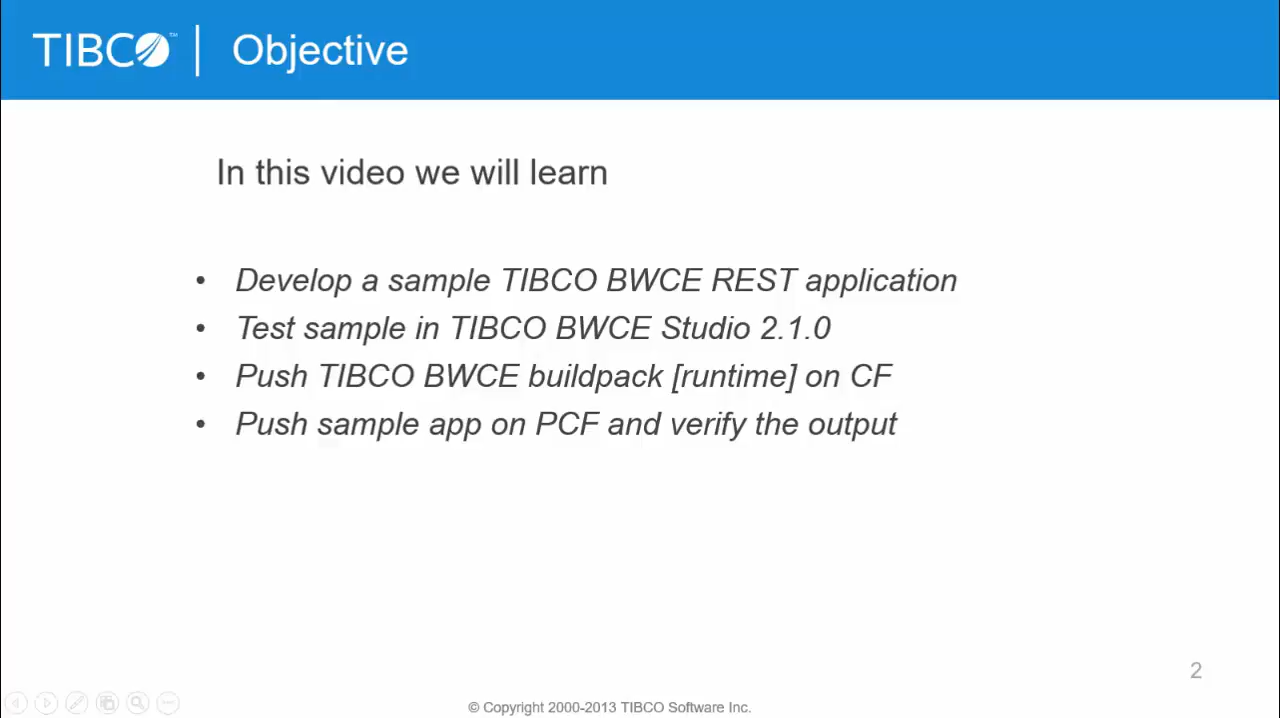 TIBCO™ | Objective
In this video we will learn
• Develop a sample TIBCO BWCE REST application
• Test sample in TIBCO BWCE Studio 2.1.0
• Push TIBCO BWCE buildpack [runtime] on CF
• Push sample app on PCF and verify the output
2
© Copyright 2000-2013 TIBCO Software Inc.